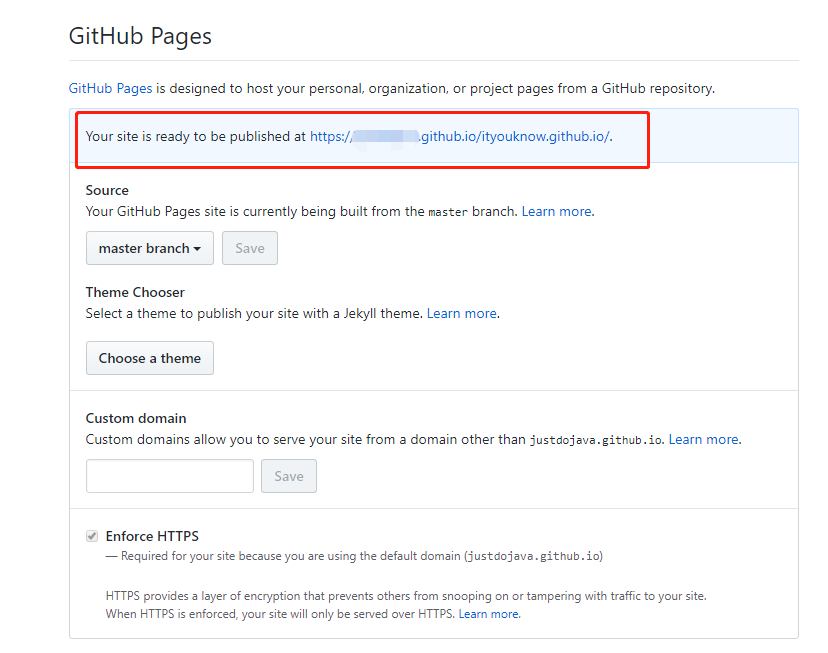 GitHub Pages
GitHub Pages is designed to host your personal, organization, or project pages from a GitHub repository.
Your site is ready to be published at https:/ .github.io/ityouknow.github.io/.
Source
Your GitHub Pages site is currently being built from the master branch. Learn more.
master branch Save
Theme Chooser
Select a theme to publish your site with a Jekyll theme. Learn more.
Choose a theme
Custom domain
Custom domains allow you to serve your site from a domain other than justdojava.github.io. Learn more.
Save
Enforce HTTPS
— Required for your site because you are using the default domain (justdojava.github.io)
HTTPS provides a layer of encryption that prevents others from snooping on or tampering with traffic to your site.
When HTTPS is enforced, your site will only be served over HTTPS. Learn more.